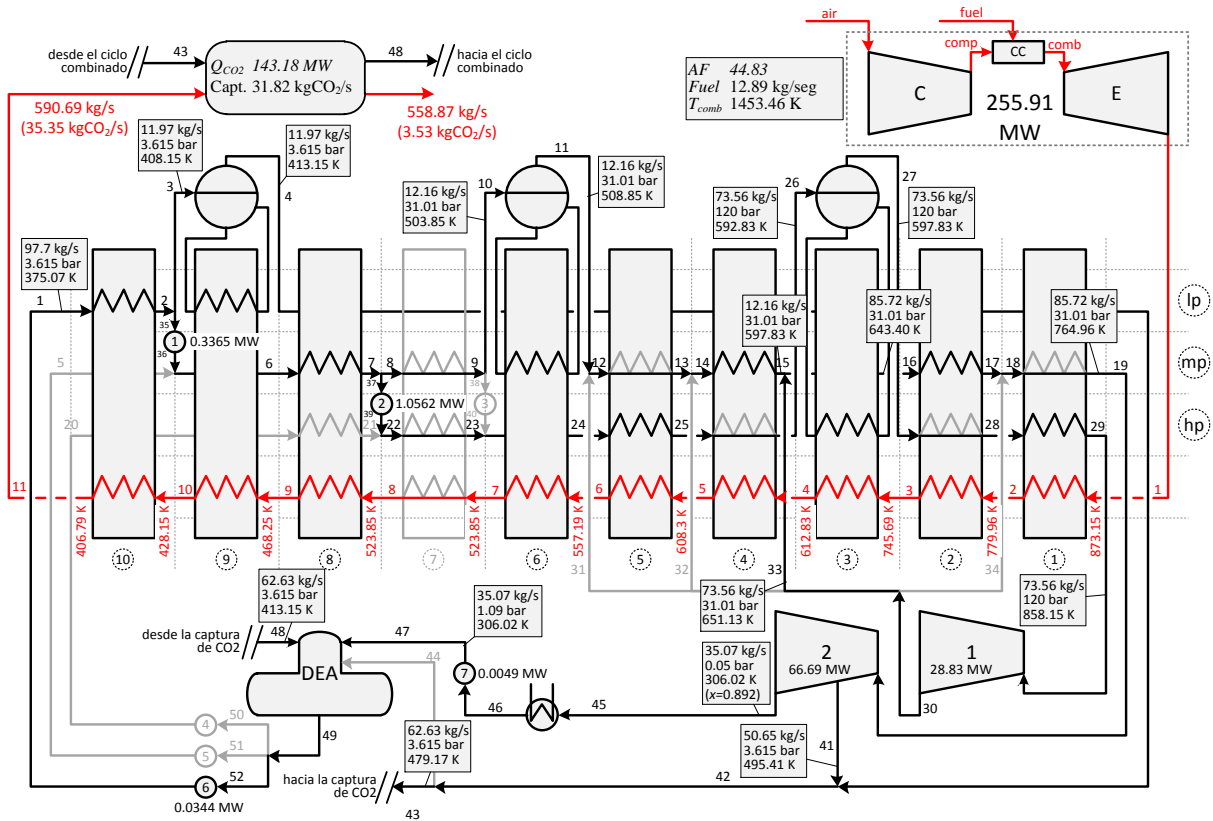 air
fuel
comp
CC
comb
C
E
255.91
MW
AF 44.83
Fuel 12.89 kg/seg
T_comb 1453.46 K
desde el ciclo
combinado
43
Q_CO2 143.18 MW
Capt. 31.82 kgCO2/s
48
hacia el ciclo
combinado
590.69 kg/s
(35.35 kgCO2/s)
558.87 kg/s
(3.53 kgCO2/s)
11.97 kg/s
3.615 bar
408.15 K
11.97 kg/s
3.615 bar
413.15 K
3
4
12.16 kg/s
31.01 bar
503.85 K
10
11
12.16 kg/s
31.01 bar
508.85 K
73.56 kg/s
120 bar
592.83 K
26
27
73.56 kg/s
120 bar
597.83 K
97.7 kg/s
3.615 bar
375.07 K
1
2
35
1
0.3365 MW
36
lp
12.16 kg/s
31.01 bar
597.83 K
85.72 kg/s
31.01 bar
643.40 K
85.72 kg/s
31.01 bar
764.96 K
5
6
7
8
9
12
13
14
15
16
17
18
19
mp
37
38
2
1.0562 MW
3
39
40
20
21
22
23
24
25
28
29
hp
11
10
9
8
7
6
5
4
3
2
1
406.79 K
428.15 K
468.25 K
523.85 K
523.85 K
557.19 K
608.3 K
612.83 K
745.69 K
779.96 K
873.15 K
10
9
8
7
6
5
4
3
2
1
31
32
33
34
62.63 kg/s
3.615 bar
413.15 K
35.07 kg/s
1.09 bar
306.02 K
73.56 kg/s
31.01 bar
651.13 K
73.56 kg/s
120 bar
858.15 K
desde la captura
de CO2
48
47
44
DEA
7
0.0049 MW
35.07 kg/s
0.05 bar
306.02 K
(x=0.892)
2
66.69 MW
1
28.83 MW
46
45
30
4
50
49
5
51
6
52
0.0344 MW
62.63 kg/s
3.615 bar
479.17 K
50.65 kg/s
3.615 bar
495.41 K
41
42
hacia la captura
de CO2
43